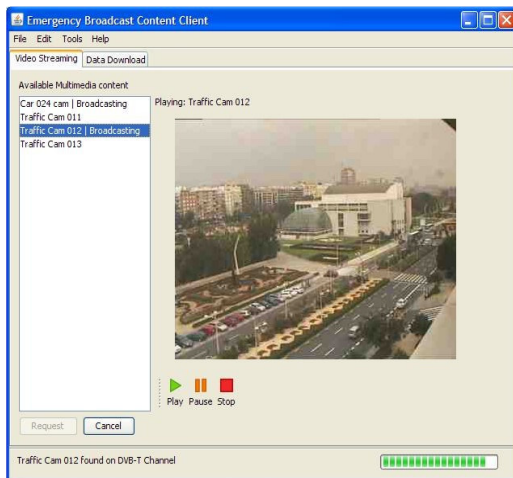 Emergency Broadcast Content Client
File Edit Tools Help
Video Streaming Data Download
Available Multimedia content
Car 024 cam | Broadcasting
Traffic Cam 011
Traffic Cam 012 | Broadcasting
Traffic Cam 013
Playing: Traffic Cam 012
Play Pause Stop
Request Cancel
Traffic Cam 012 found on DVB-T Channel